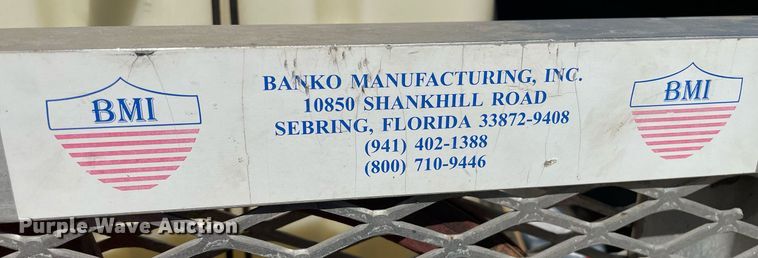 BMI
BANKO MANUFACTURING, INC.
10850 SHANKHILL ROAD
SEBRING, FLORIDA 33872-9408
(941) 402-1388
(800) 710-9446
BMI
Purple Wave Auction